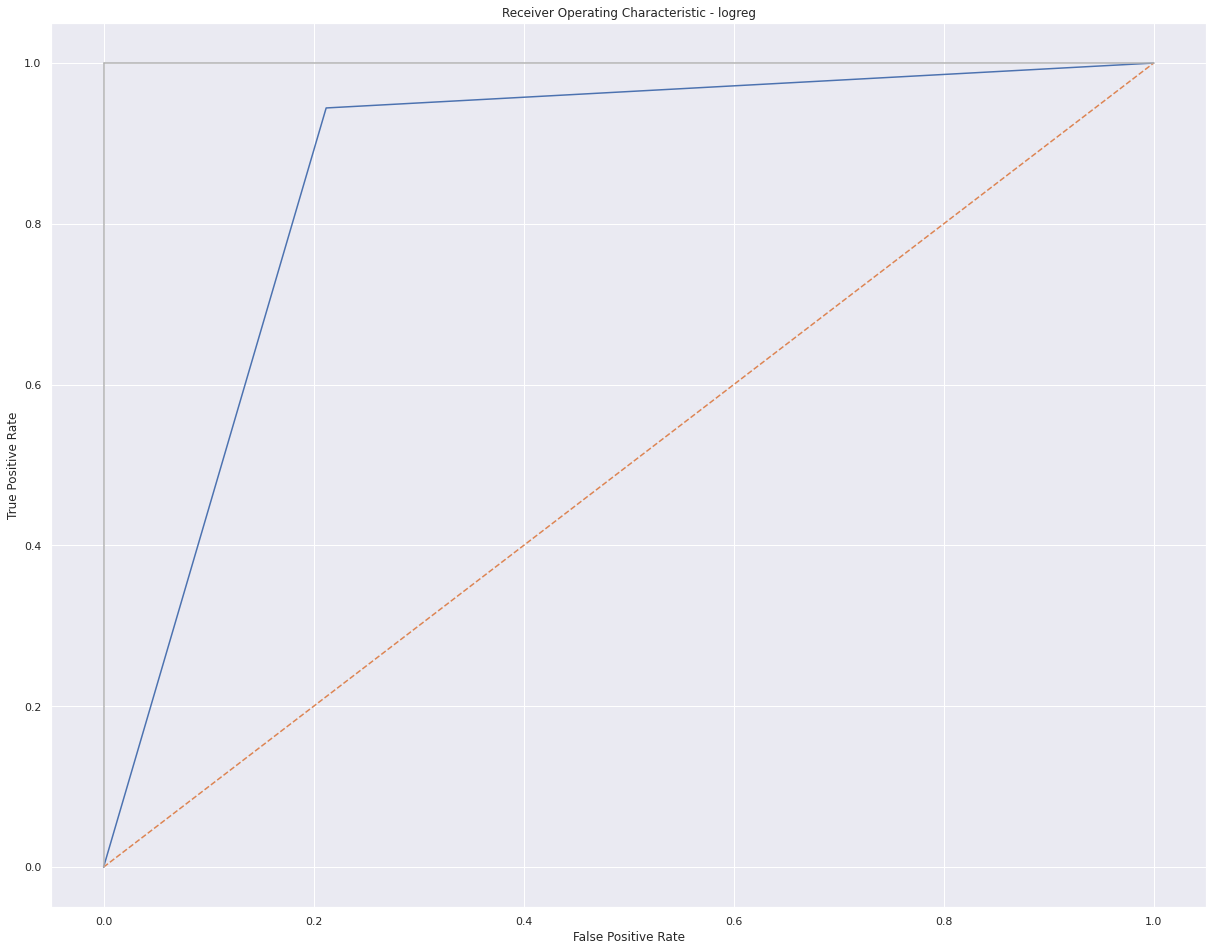 Receiver Operating Characteristic - logreg
1.0
0.8
0.6
0.4
0.2
0.0
True Positive Rate
0.0 0.2 0.4 0.6 0.8 1.0
False Positive Rate